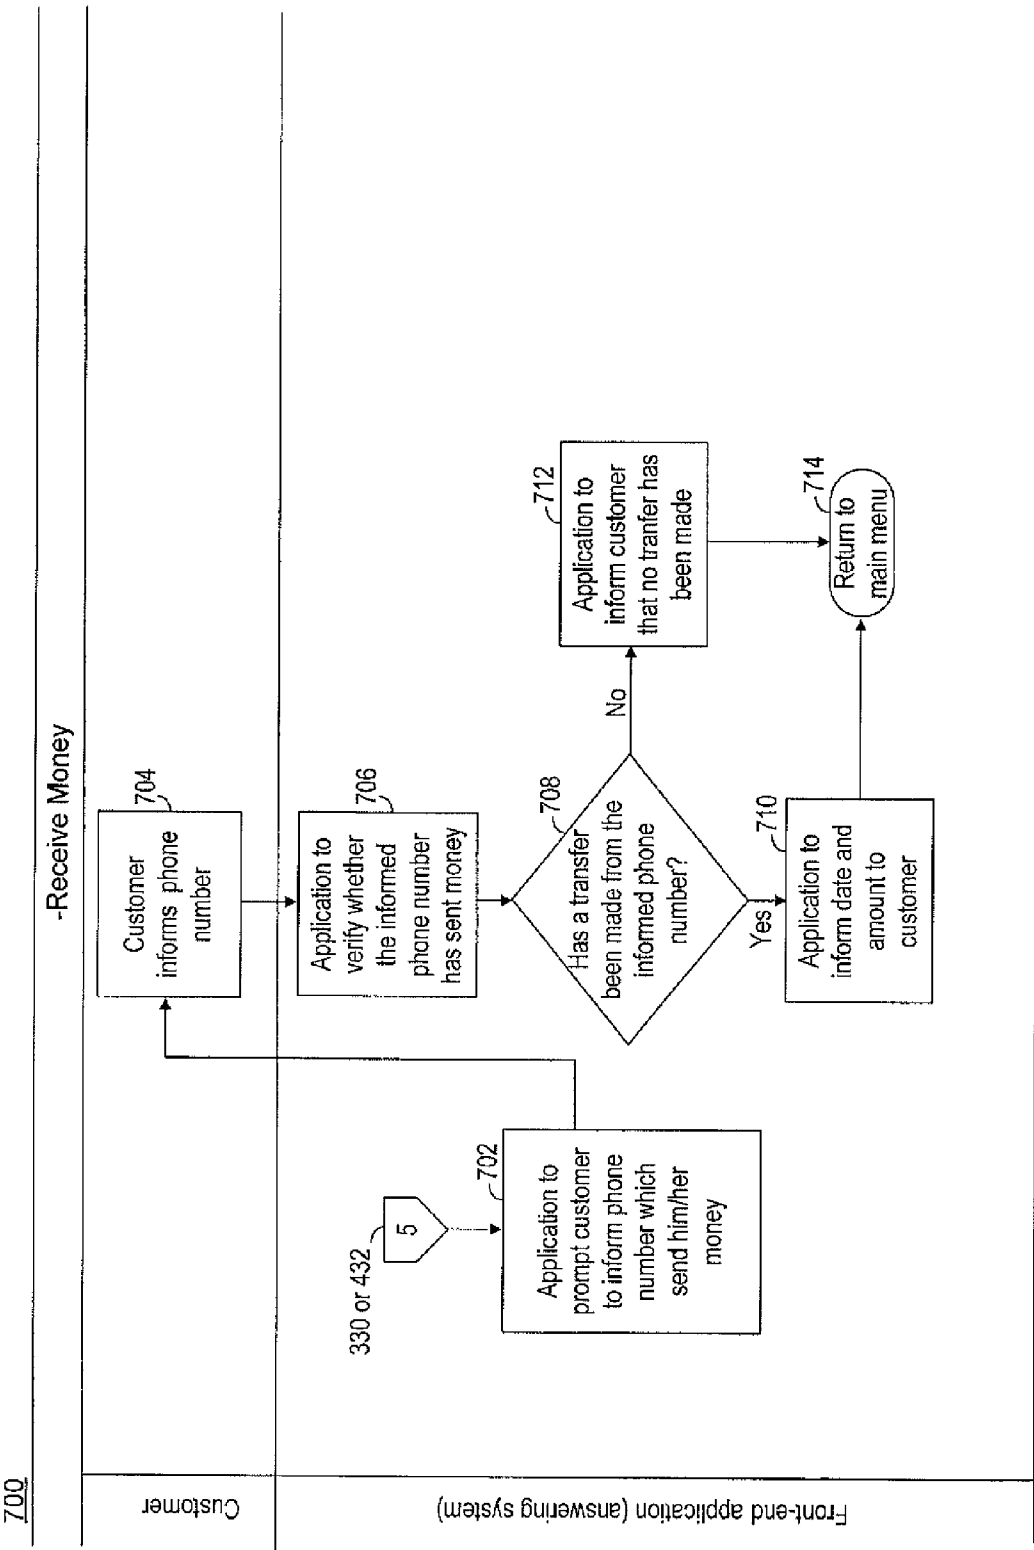 700
-Receive Money
Customer
Customer
informs phone
number
704
Front-end application (answering system)
330 or 432
5
702
Application to
prompt customer
to inform phone
number which
send him/her
money
706
Application to
verify whether
the informed
phone number
has sent money
708
Has a transfer
been made from the
informed phone
number?
No
Yes
712
Application to
inform customer
that no tranfer has
been made
710
Application to
inform date and
amount to
customer
714
Return to
main menu